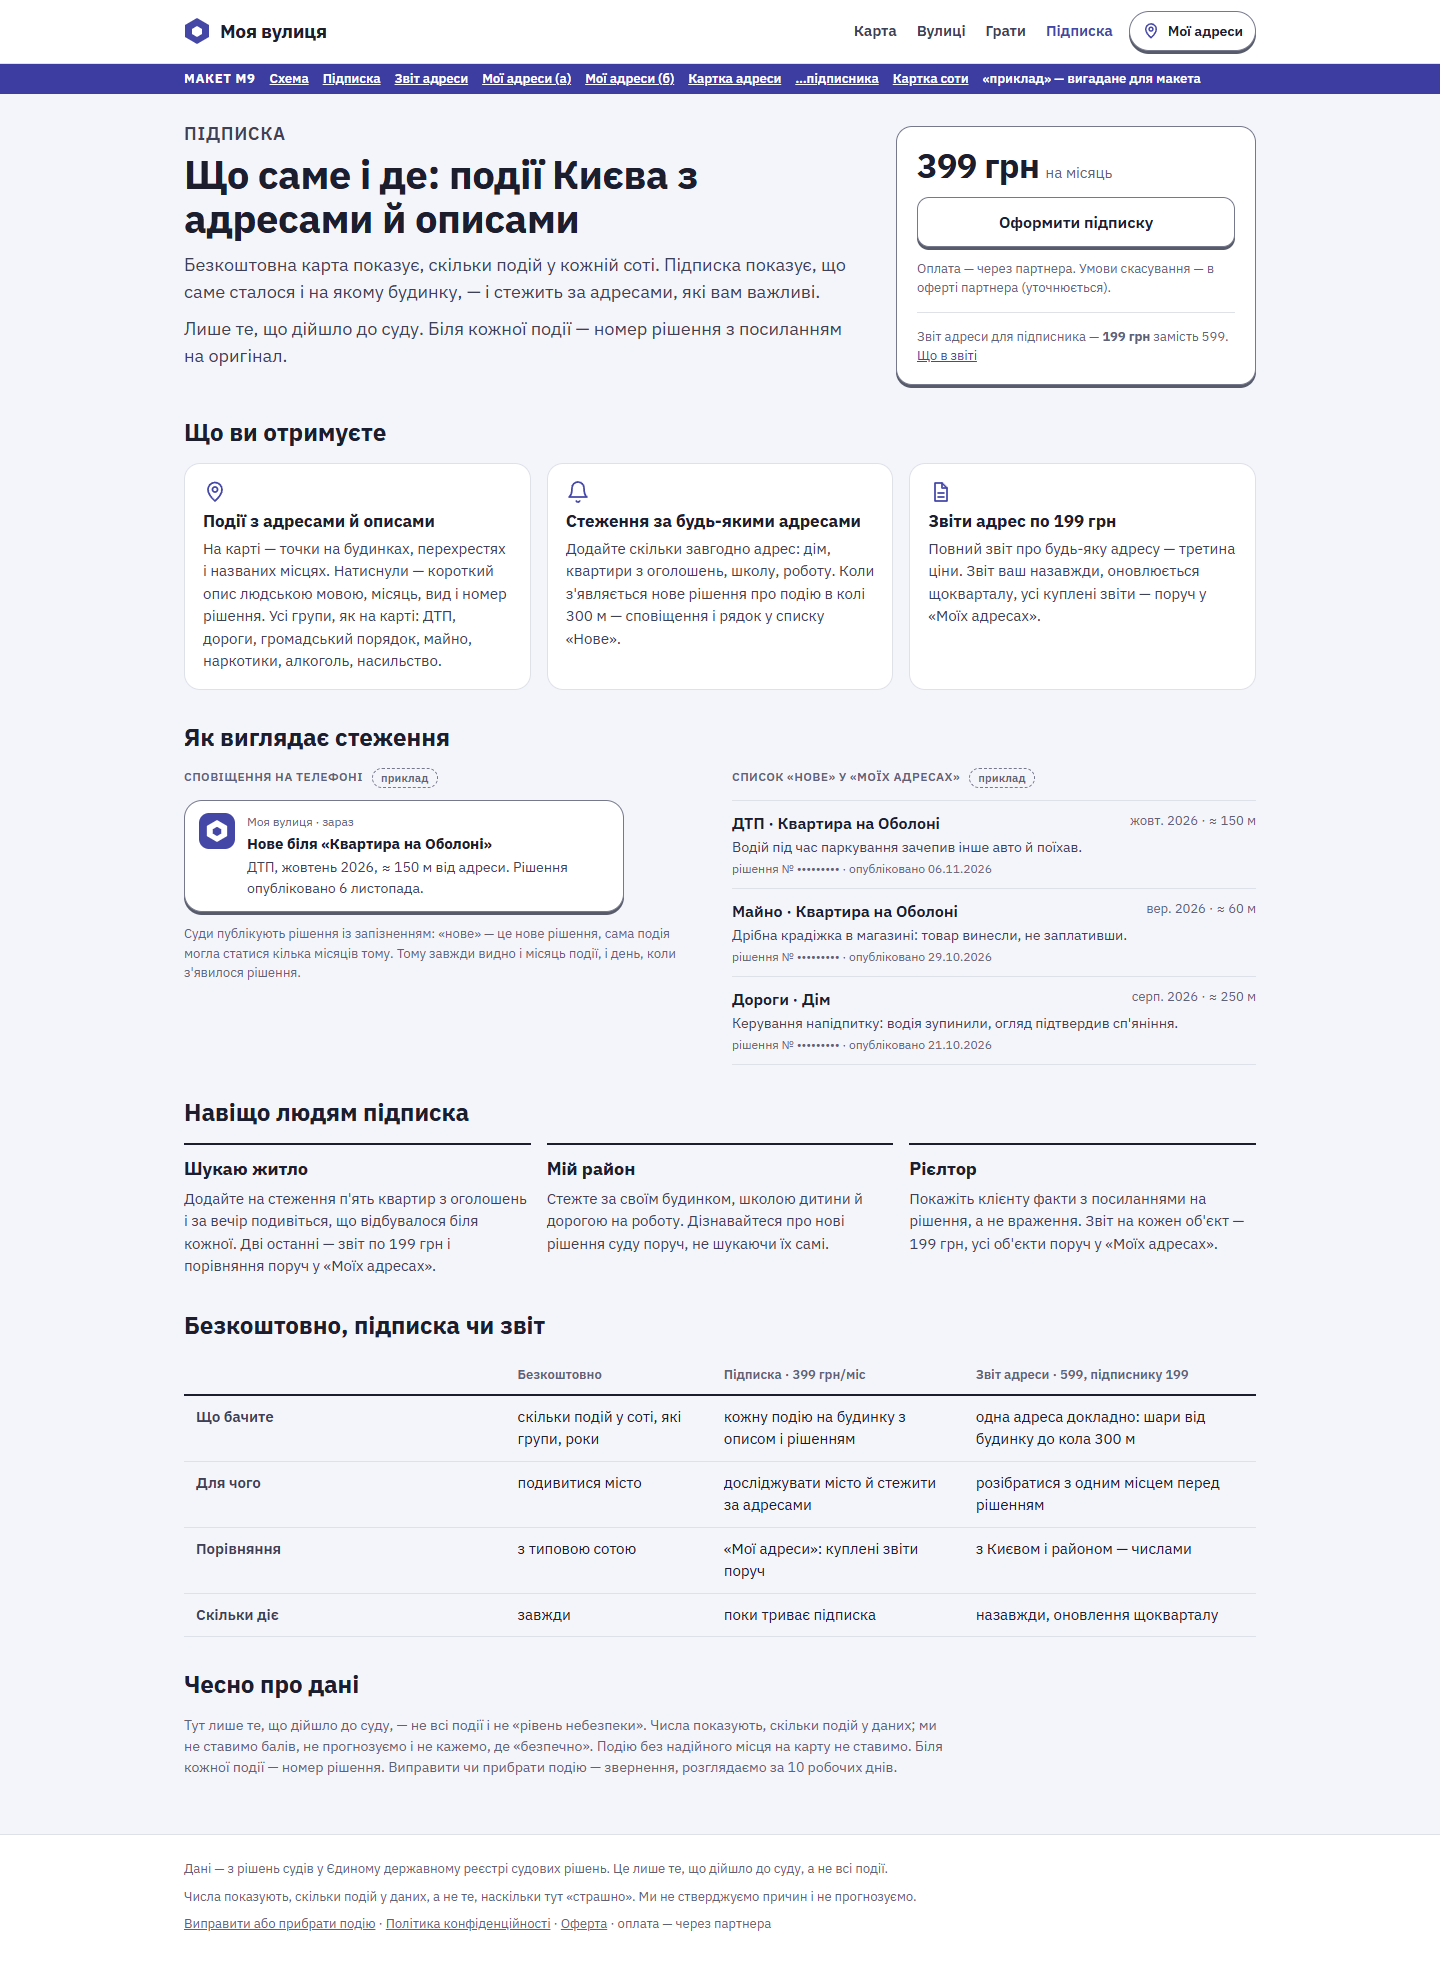 Моя вулиця
Карта Вулиці Грати Підписка Мої адреси
МАКЕТ М9 Схема Підписка Звіт адреси Мої адреси (а) Мої адреси (б) Картка адреси …підписника Картка соти «приклад» — вигадане для макета
ПІДПИСКА
Що саме і де: події Києва з
адресами й описами
Безкоштовна карта показує, скільки подій у кожній соті. Підписка показує, що
саме сталося і на якому будинку, — і стежить за адресами, які вам важливі.
Лише те, що дійшло до суду. Біля кожної події — номер рішення з посиланням
на оригінал.
399 грн на місяць
Оформити підписку
Оплата — через партнера. Умови скасування — в
оферті партнера (уточнюється).
Звіт адреси для підписника — 199 грн замість 599.
Що в звіті
Що ви отримуєте
Події з адресами й описами
На карті — точки на будинках, перехрестях
і названих місцях. Натиснули — короткий
опис людською мовою, місяць, вид і номер
рішення. Усі групи, як на карті: ДТП,
дороги, громадський порядок, майно,
наркотики, алкоголь, насильство.
Стеження за будь-якими адресами
Додайте скільки завгодно адрес: дім,
квартири з оголошень, школу, роботу. Коли
з'являється нове рішення про подію в колі
300 м — сповіщення і рядок у списку
«Нове».
Звіти адрес по 199 грн
Повний звіт про будь-яку адресу — третина
ціни. Звіт ваш назавжди, оновлюється
щокварталу, усі куплені звіти — поруч у
«Моїх адресах».
Як виглядає стеження
СПОВІЩЕННЯ НА ТЕЛЕФОНІ приклад
Моя вулиця · зараз
Нове біля «Квартира на Оболоні»
ДТП, жовтень 2026, ≈ 150 м від адреси. Рішення
опубліковано 6 листопада.
Суди публікують рішення із запізненням: «нове» — це нове рішення, сама подія
могла статися кілька місяців тому. Тому завжди видно і місяць події, і день, коли
з'явилося рішення.
СПИСОК «НОВЕ» У «МОЇХ АДРЕСАХ» приклад
ДТП · Квартира на Оболоні жовт. 2026 · ≈ 150 м
Водій під час паркування зачепив інше авто й поїхав.
рішення № ••••••••• · опубліковано 06.11.2026
Майно · Квартира на Оболоні вер. 2026 · ≈ 60 м
Дрібна крадіжка в магазині: товар винесли, не заплативши.
рішення № ••••••••• · опубліковано 29.10.2026
Дороги · Дім серп. 2026 · ≈ 250 м
Керування напідпитку: водія зупинили, огляд підтвердив сп'яніння.
рішення № ••••••••• · опубліковано 21.10.2026
Навіщо людям підписка
Шукаю житло
Додайте на стеження п'ять квартир з оголошень
і за вечір подивіться, що відбувалося біля
кожної. Дві останні — звіт по 199 грн і
порівняння поруч у «Моїх адресах».
Мій район
Стежте за своїм будинком, школою дитини й
дорогою на роботу. Дізнавайтеся про нові
рішення суду поруч, не шукаючи їх самі.
Рієлтор
Покажіть клієнту факти з посиланнями на
рішення, а не враження. Звіт на кожен об'єкт —
199 грн, усі об'єкти поруч у «Моїх адресах».
Безкоштовно, підписка чи звіт
Безкоштовно Підписка · 399 грн/міс Звіт адреси · 599, підписнику 199
Що бачите скільки подій у соті, які кожну подію на будинку з одна адреса докладно: шари від
групи, роки описом і рішенням будинку до кола 300 м
Для чого подивитися місто досліджувати місто й стежити розібратися з одним місцем перед
за адресами рішенням
Порівняння з типовою сотою «Мої адреси»: куплені звіти з Києвом і районом — числами
поруч
Скільки діє завжди поки триває підписка назавжди, оновлення щокварталу
Чесно про дані
Тут лише те, що дійшло до суду, — не всі події і не «рівень небезпеки». Числа показують, скільки подій у даних; ми
не ставимо балів, не прогнозуємо і не кажемо, де «безпечно». Подію без надійного місця на карту не ставимо. Біля
кожної події — номер рішення. Виправити чи прибрати подію — звернення, розглядаємо за 10 робочих днів.
Дані — з рішень судів у Єдиному державному реєстрі судових рішень. Це лише те, що дійшло до суду, а не всі події.
Числа показують, скільки подій у даних, а не те, наскільки тут «страшно». Ми не стверджуємо причин і не прогнозуємо.
Виправити або прибрати подію · Політика конфіденційності · Оферта · оплата — через партнера